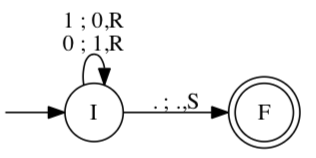 1 ; 0,R
0 ; 1,R
I
. ; .,S
F